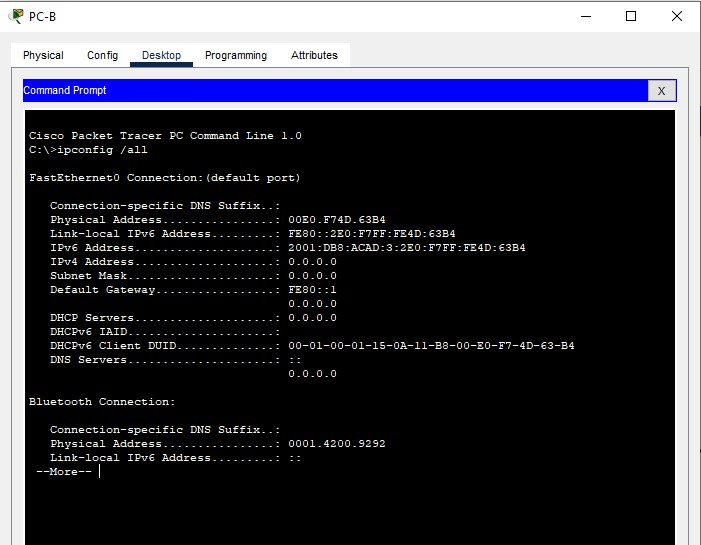 PC-B
Physical Config Desktop Programming Attributes
Command Prompt X
Cisco Packet Tracer PC Command Line 1.0
C:\>ipconfig /all
FastEthernet0 Connection:(default port)
Connection-specific DNS Suffix..:
Physical Address................: 00E0.F74D.63B4
Link-local IPv6 Address.........: FE80::2E0:F7FF:FE4D:63B4
IPv6 Address....................: 2001:DB8:ACAD:3:2E0:F7FF:FE4D:63B4
IPv4 Address....................: 0.0.0.0
Subnet Mask.....................: 0.0.0.0
Default Gateway.................: FE80::1
0.0.0.0
DHCP Servers....................: 0.0.0.0
DHCPv6 IAID.....................:
DHCPv6 Client DUID..............: 00-01-00-01-15-0A-11-B8-00-E0-F7-4D-63-B4
DNS Servers.....................: ::
0.0.0.0
Bluetooth Connection:
Connection-specific DNS Suffix..:
Physical Address................: 0001.4200.9292
Link-local IPv6 Address.........: ::
--More--